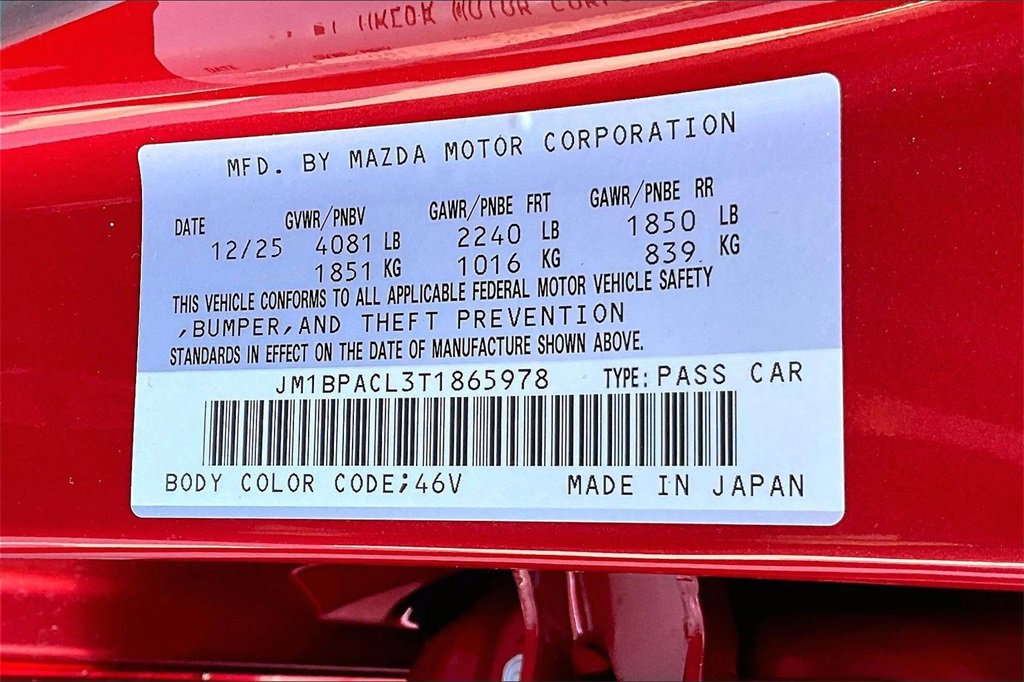 MOTOR
DATE
MFD. BY MAZDA MOTOR CORPORATION
DATE GVWR/PNBV GAWR/PNBE FRT GAWR/PNBE RR
12/25 4081 LB 2240 LB 1850 LB
1851 KG 1016 KG 839 KG
THIS VEHICLE CONFORMS TO ALL APPLICABLE FEDERAL MOTOR VEHICLE SAFETY
,BUMPER,AND THEFT PREVENTION
STANDARDS IN EFFECT ON THE DATE OF MANUFACTURE SHOWN ABOVE.
JM1BPACL3T1865978 TYPE: PASS CAR
BODY COLOR CODE;46V MADE IN JAPAN